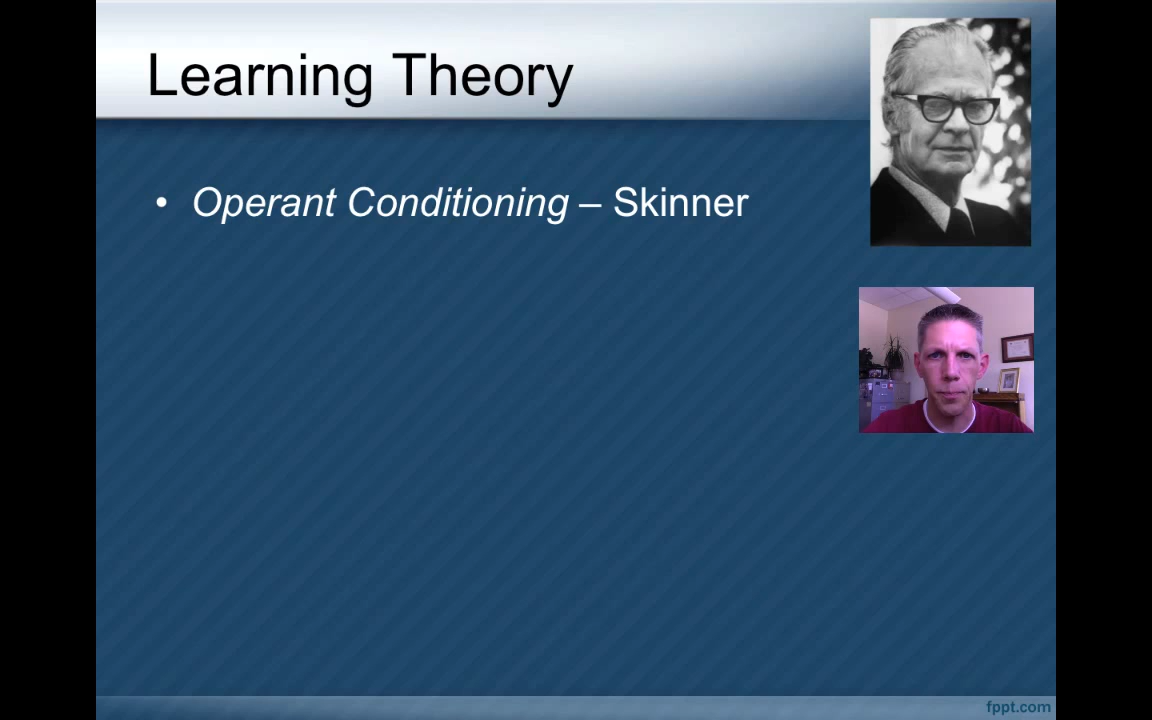 Learning Theory
• Operant Conditioning – Skinner
fppt.com